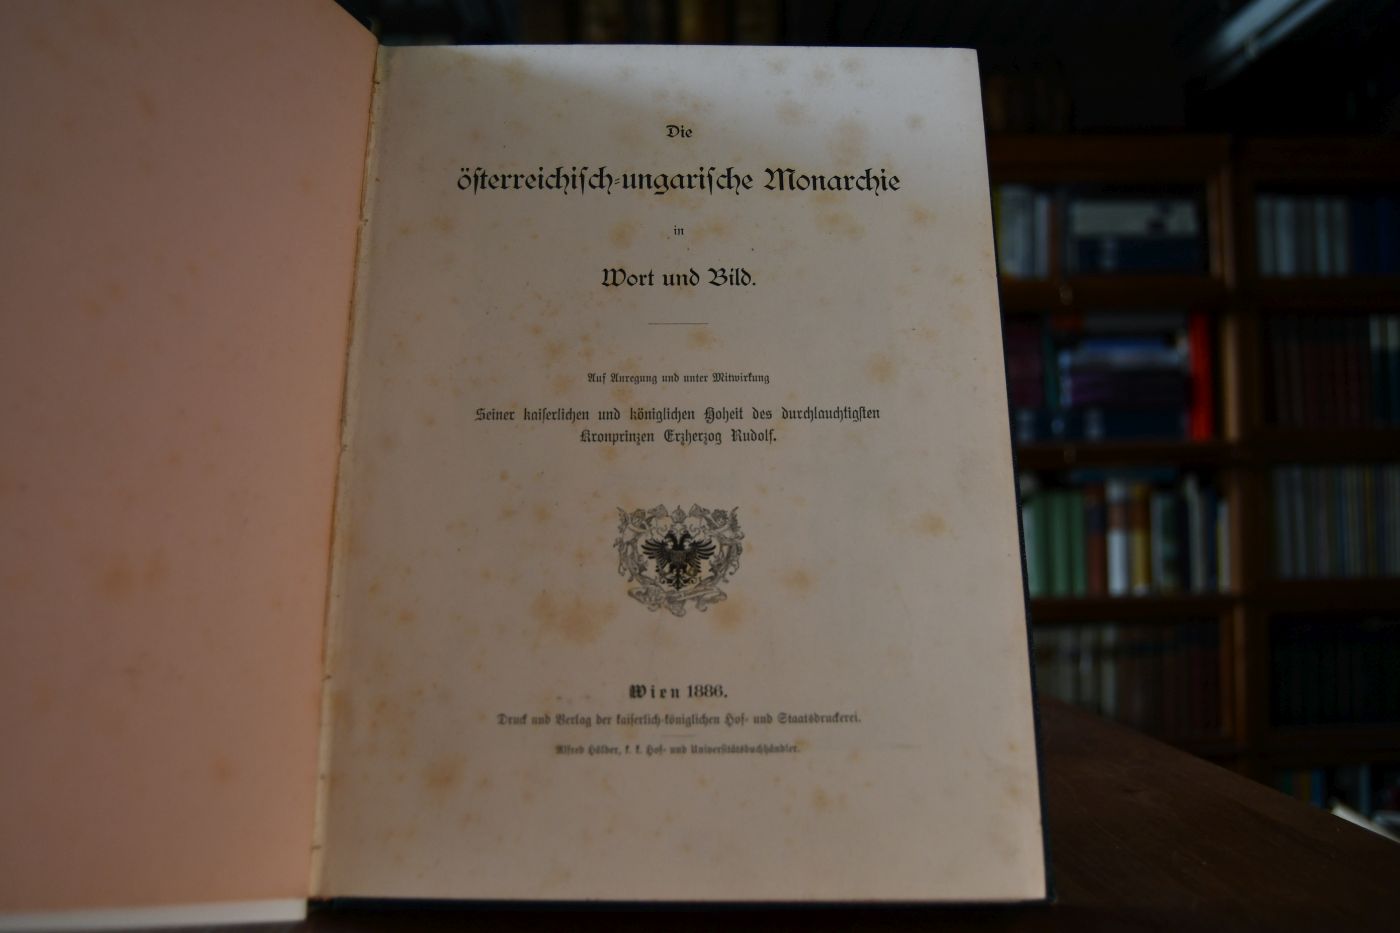 Die
österreichisch-ungarische Monarchie
in
Wort und Bild.
Auf Anregung und unter Mitwirkung
Seiner kaiserlichen und königlichen Hoheit des durchlauchtigsten
Kronprinzen Erzherzog Rudolf.
Wien 1886.
Druck und Verlag der kaiserlich-königlichen Hof- und Staatsdruckerei.
Alfred Hölder, k. k. Hof- und Universitätsbuchhändler.